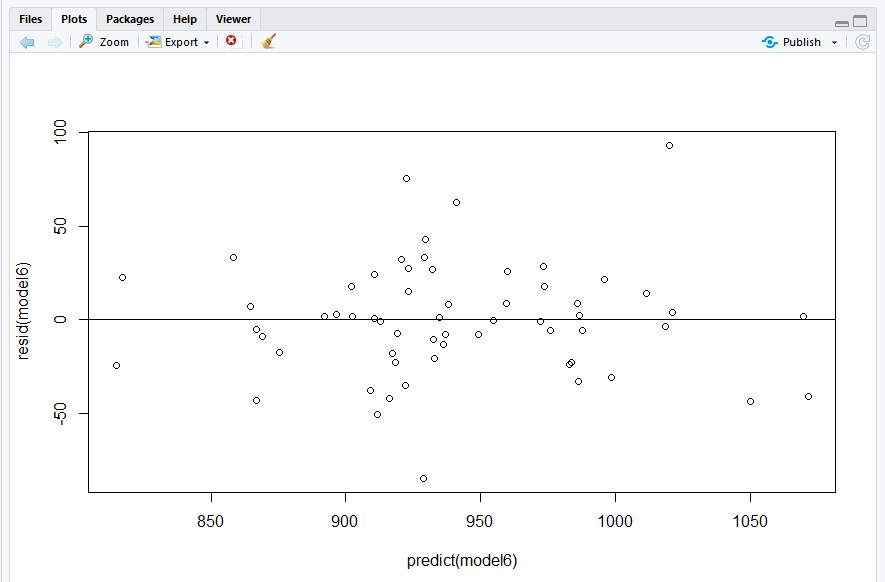 Files Plots Packages Help Viewer
Zoom Export Publish
100
50
0
-50
resid(model6)
850 900 950 1000 1050
predict(model6)